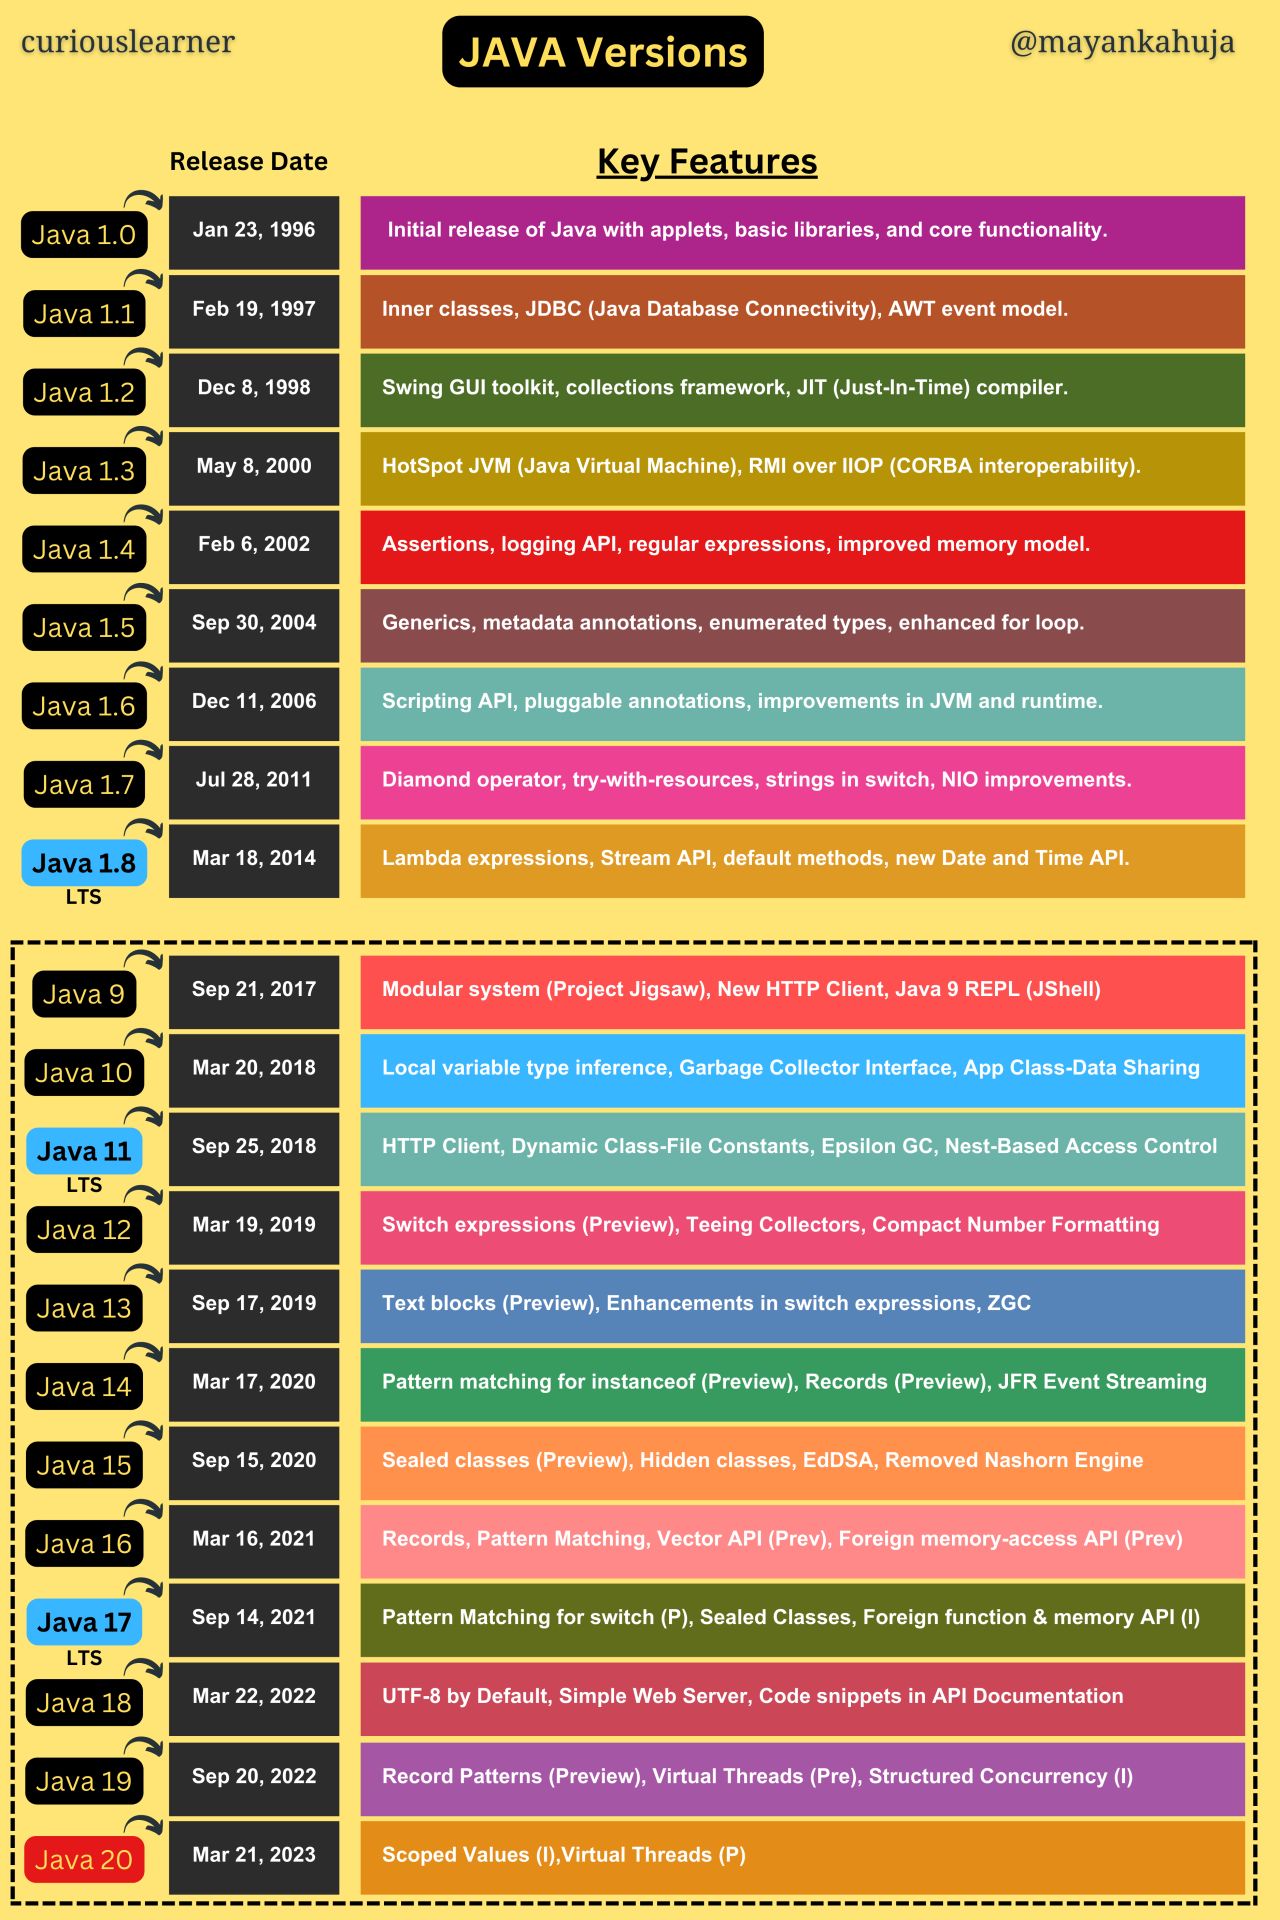 curiouslearner
JAVA Versions
@mayankahuja
Release Date
Key Features
Java 1.0
Jan 23, 1996
Initial release of Java with applets, basic libraries, and core functionality.
Java 1.1
Feb 19, 1997
Inner classes, JDBC (Java Database Connectivity), AWT event model.
Java 1.2
Dec 8, 1998
Swing GUI toolkit, collections framework, JIT (Just-In-Time) compiler.
Java 1.3
May 8, 2000
HotSpot JVM (Java Virtual Machine), RMI over IIOP (CORBA interoperability).
Java 1.4
Feb 6, 2002
Assertions, logging API, regular expressions, improved memory model.
Java 1.5
Sep 30, 2004
Generics, metadata annotations, enumerated types, enhanced for loop.
Java 1.6
Dec 11, 2006
Scripting API, pluggable annotations, improvements in JVM and runtime.
Java 1.7
Jul 28, 2011
Diamond operator, try-with-resources, strings in switch, NIO improvements.
Java 1.8
LTS
Mar 18, 2014
Lambda expressions, Stream API, default methods, new Date and Time API.
Java 9
Sep 21, 2017
Modular system (Project Jigsaw), New HTTP Client, Java 9 REPL (JShell)
Java 10
Mar 20, 2018
Local variable type inference, Garbage Collector Interface, App Class-Data Sharing
Java 11
LTS
Sep 25, 2018
HTTP Client, Dynamic Class-File Constants, Epsilon GC, Nest-Based Access Control
Java 12
Mar 19, 2019
Switch expressions (Preview), Teeing Collectors, Compact Number Formatting
Java 13
Sep 17, 2019
Text blocks (Preview), Enhancements in switch expressions, ZGC
Java 14
Mar 17, 2020
Pattern matching for instanceof (Preview), Records (Preview), JFR Event Streaming
Java 15
Sep 15, 2020
Sealed classes (Preview), Hidden classes, EdDSA, Removed Nashorn Engine
Java 16
Mar 16, 2021
Records, Pattern Matching, Vector API (Prev), Foreign memory-access API (Prev)
Java 17
LTS
Sep 14, 2021
Pattern Matching for switch (P), Sealed Classes, Foreign function & memory API (I)
Java 18
Mar 22, 2022
UTF-8 by Default, Simple Web Server, Code snippets in API Documentation
Java 19
Sep 20, 2022
Record Patterns (Preview), Virtual Threads (Pre), Structured Concurrency (I)
Java 20
Mar 21, 2023
Scoped Values (I),Virtual Threads (P)